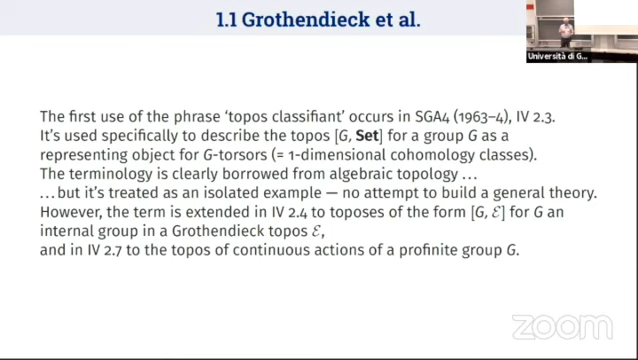 1.1 Grothendieck et al.
Università di G...
The first use of the phrase ‘topos classifiant’ occurs in SGA4 (1963–4), IV 2.3.
It’s used specifically to describe the topos [G, Set] for a group G as a
representing object for G-torsors (= 1-dimensional cohomology classes).
The terminology is clearly borrowed from algebraic topology ...
...but it’s treated as an isolated example — no attempt to build a general theory.
However, the term is extended in IV 2.4 to toposes of the form [G, ℰ] for G an
internal group in a Grothendieck topos ℰ,
and in IV 2.7 to the topos of continuous actions of a profinite group G.
zoom